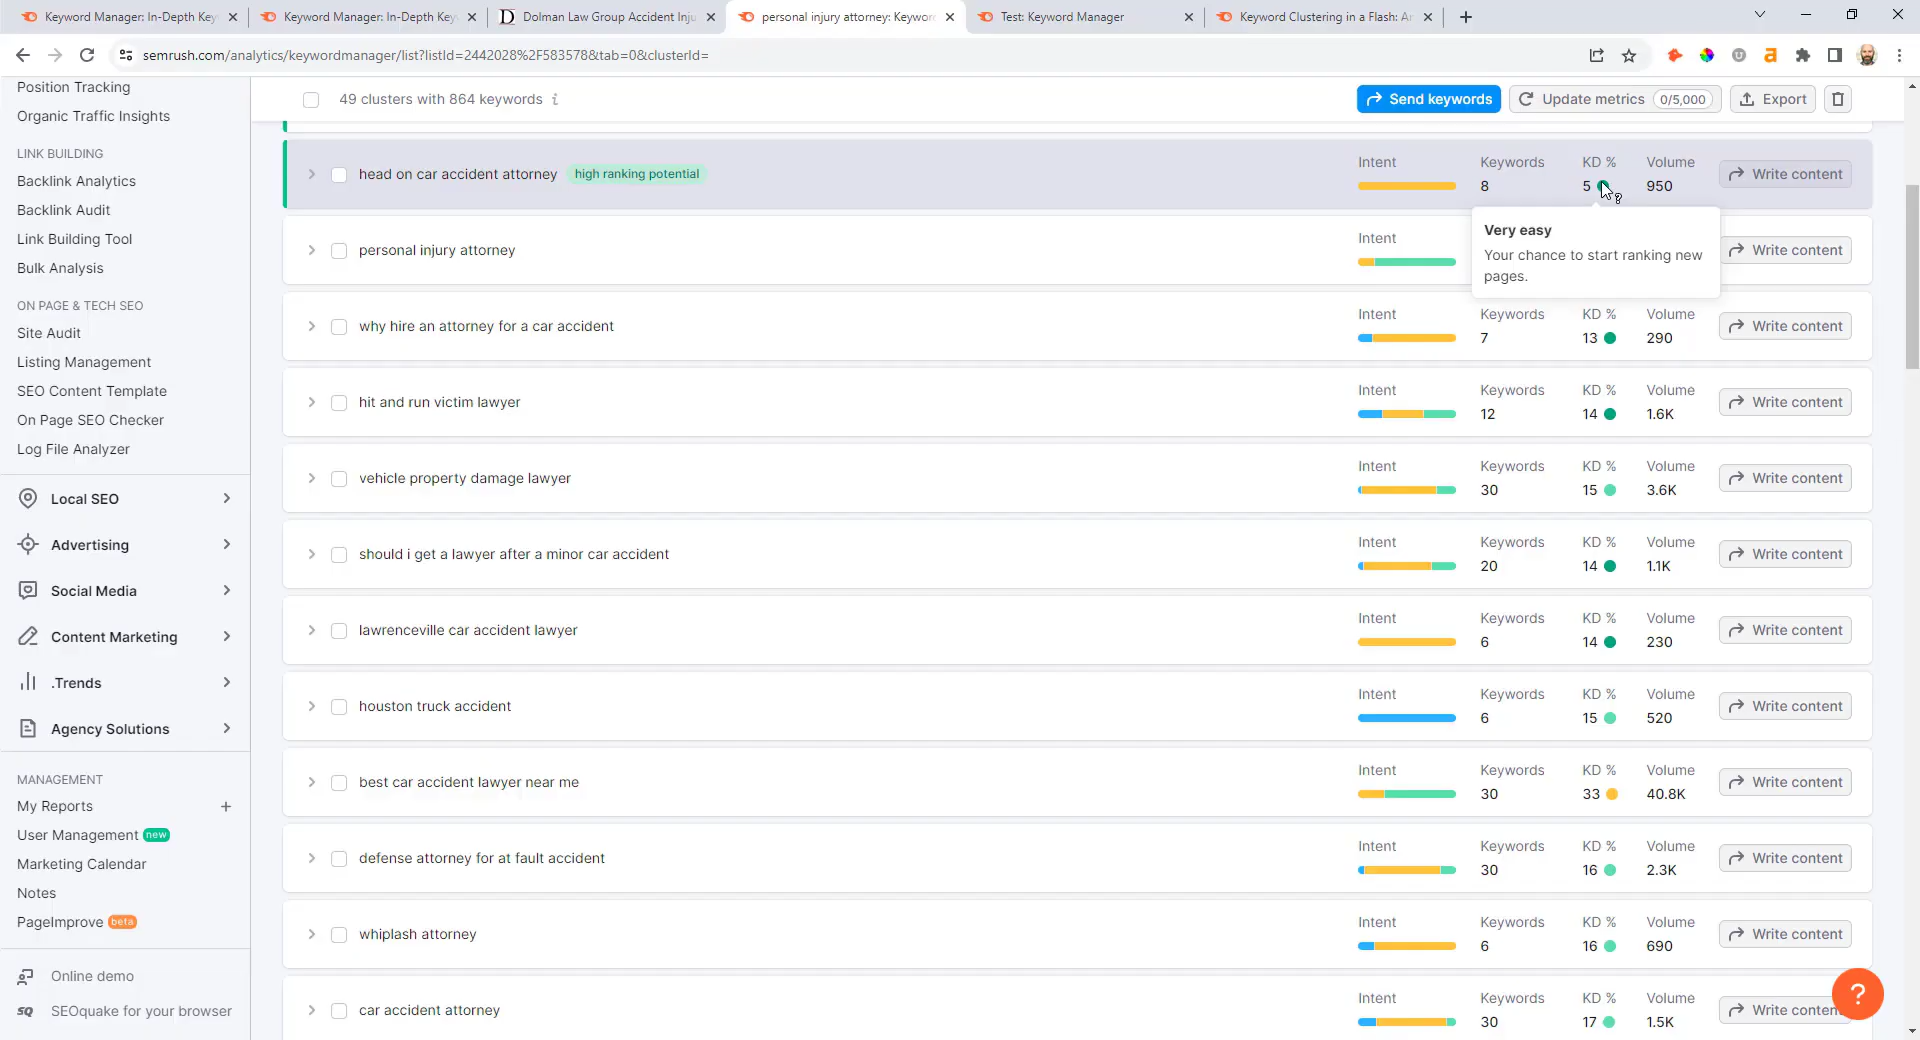 Keyword Manager: In-Depth Key
Keyword Manager: In-Depth Key
Dolman Law Group Accident Inju
personal injury attorney: Keywor
Test: Keyword Manager
Keyword Clustering in a Flash: A
semrush.com/analytics/keywordmanager/list?listId=2442028%2F583578&tab=0&clusterId=
Position Tracking
Organic Traffic Insights
LINK BUILDING
Backlink Analytics
Backlink Audit
Link Building Tool
Bulk Analysis
ON PAGE & TECH SEO
Site Audit
Listing Management
SEO Content Template
On Page SEO Checker
Log File Analyzer
Local SEO
Advertising
Social Media
Content Marketing
.Trends
Agency Solutions
MANAGEMENT
My Reports +
User Management new
Marketing Calendar
Notes
PageImprove beta
Online demo
SQ SEOquake for your browser
49 clusters with 864 keywords i
Send keywords
Update metrics 0/5,000
Export
head on car accident attorney high ranking potential
Intent Keywords KD % Volume
8 5 950
Write content
Very easy
Your chance to start ranking new
pages.
personal injury attorney
Intent
Write content
why hire an attorney for a car accident
Intent Keywords KD % Volume
7 13 290
Write content
hit and run victim lawyer
Intent Keywords KD % Volume
12 14 1.6K
Write content
vehicle property damage lawyer
Intent Keywords KD % Volume
30 15 3.6K
Write content
should i get a lawyer after a minor car accident
Intent Keywords KD % Volume
20 14 1.1K
Write content
lawrenceville car accident lawyer
Intent Keywords KD % Volume
6 14 230
Write content
houston truck accident
Intent Keywords KD % Volume
6 15 520
Write content
best car accident lawyer near me
Intent Keywords KD % Volume
30 33 40.8K
Write content
defense attorney for at fault accident
Intent Keywords KD % Volume
30 16 2.3K
Write content
whiplash attorney
Intent Keywords KD % Volume
6 16 690
Write content
car accident attorney
Intent Keywords KD % Volume
30 17 1.5K
Write conten
?